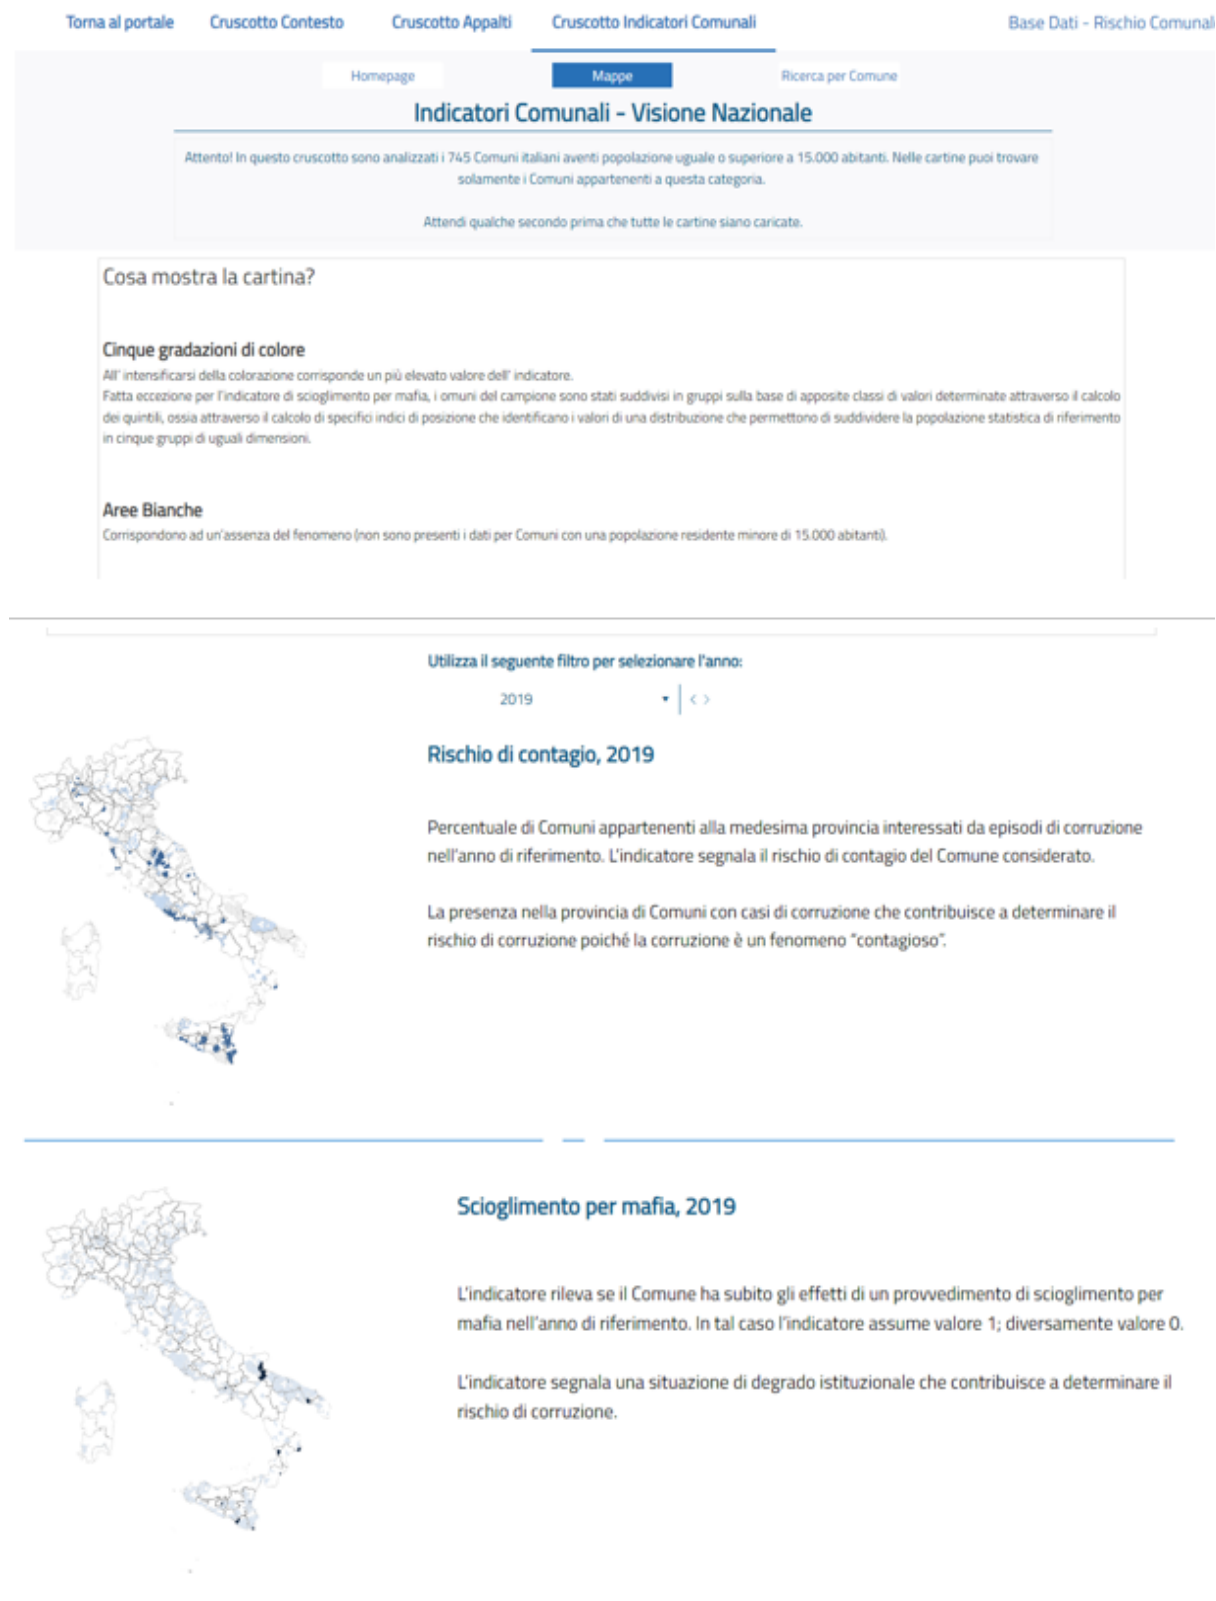 Torna al portale Cruscotto Contesto Cruscotto Appalti Cruscotto Indicatori Comunali Base Dati - Rischio Comunal
Homepage Mappe Ricerca per Comune
Indicatori Comunali - Visione Nazionale
Attento! In questo cruscotto sono analizzati i 745 Comuni italiani aventi popolazione uguale o superiore a 15.000 abitanti. Nelle cartine puoi trovare
solamente i Comuni appartenenti a questa categoria.
Attendi qualche secondo prima che tutte le cartine siano caricate.
Cosa mostra la cartina?
Cinque gradazioni di colore
All' intensificarsi della colorazione corrisponde un più elevato valore dell' indicatore.
Fatta eccezione per l'indicatore di scioglimento per mafia, i omuni del campione sono stati suddivisi in gruppi sulla base di apposite classi di valori determinate attraverso il calcolo
dei quintili, ossia attraverso il calcolo di specifici indici di posizione che identificano i valori di una distribuzione che permettono di suddividere la popolazione statistica di riferimento
in cinque gruppi di uguali dimensioni.
Aree Bianche
Corrispondono ad un'assenza del fenomeno (non sono presenti i dati per Comuni con una popolazione residente minore di 15.000 abitanti).
Utilizza il seguente filtro per selezionare l'anno:
2019
Rischio di contagio, 2019
Percentuale di Comuni appartenenti alla medesima provincia interessati da episodi di corruzione
nell'anno di riferimento. L'indicatore segnala il rischio di contagio del Comune considerato.
La presenza nella provincia di Comuni con casi di corruzione che contribuisce a determinare il
rischio di corruzione poiché la corruzione è un fenomeno "contagioso".
Scioglimento per mafia, 2019
L'indicatore rileva se il Comune ha subito gli effetti di un provvedimento di scioglimento per
mafia nell'anno di riferimento. In tal caso l'indicatore assume valore 1; diversamente valore 0.
L'indicatore segnala una situazione di degrado istituzionale che contribuisce a determinare il
rischio di corruzione.